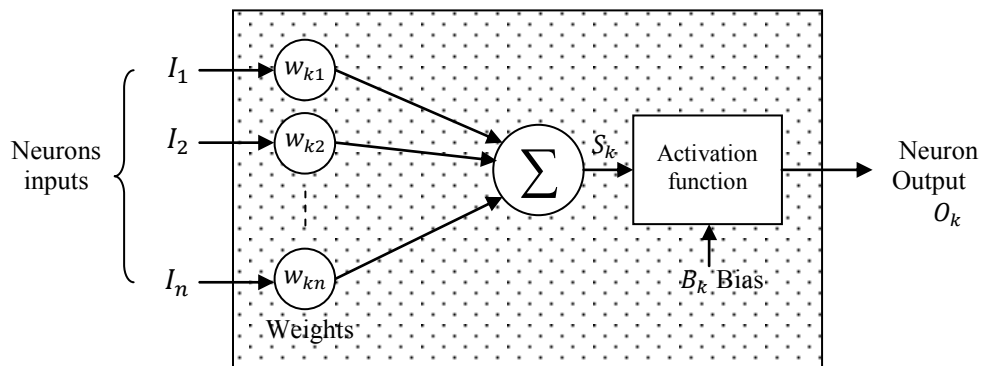 Neurons
inputs
I₁
I₂
Iₙ
wₖ₁
wₖ₂
wₖₙ
Weights
∑
Sₖ
Activation
function
Bₖ Bias
Neuron
Output
Oₖ